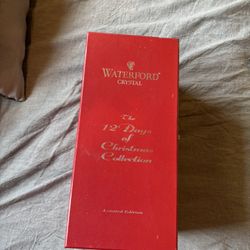 WATERFORD
CRYSTAL
The
12 Days
of
Christmas
Collection
A Limited Edition